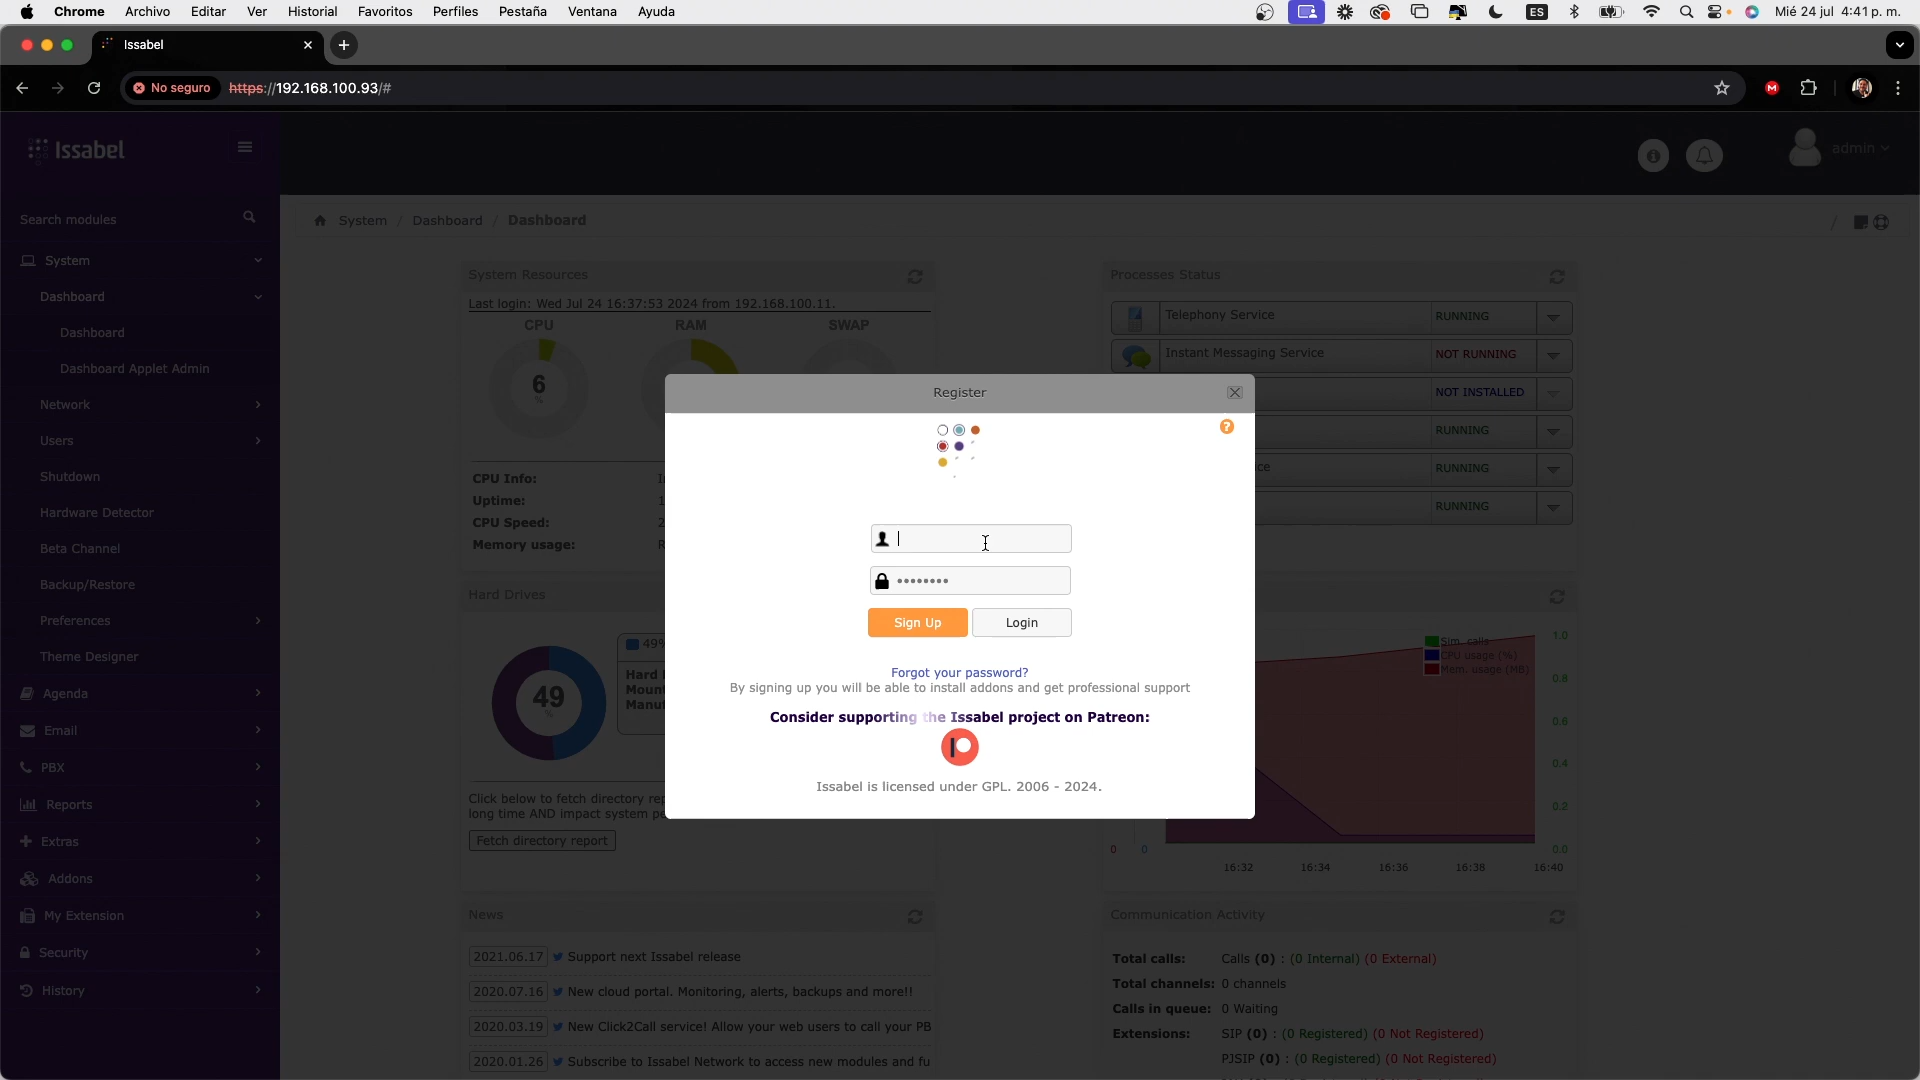 Chrome Archivo Editar Ver Historial Favoritos Perfiles Pestaña Ventana Ayuda ES Mié 24 jul 4:41 p. m.
Issabel
No seguro https://192.168.100.93/#
Issabel
admin
Search modules
System / Dashboard / Dashboard /
System
Dashboard
Dashboard
Dashboard Applet Admin
Network
Users
Shutdown
Hardware Detector
Beta Channel
Backup/Restore
Preferences
Theme Designer
Agenda
Email
PBX
Reports
Extras
Addons
My Extension
Security
History
System Resources
Last login: Wed Jul 24 16:37:53 2024 from 192.168.100.11.
CPU RAM SWAP
6
%
CPU Info:
Uptime:
CPU Speed:
Memory usage:
Processes Status
Telephony Service RUNNING
Instant Messaging Service NOT RUNNING
NOT INSTALLED
RUNNING
RUNNING
RUNNING
Register
?
Sign Up Login
Forgot your password?
By signing up you will be able to install addons and get professional support
Consider supporting the Issabel project on Patreon:
Issabel is licensed under GPL. 2006 - 2024.
Hard Drives
49%
49
%
Hard
Moun
Manu
Click below to fetch directory rep
long time AND impact system pe
Fetch directory report
Sim. calls
CPU usage (%)
Mem. usage (MB)
1.0
0.8
0.6
0.4
0.2
0.0
0 0
16:32 16:34 16:36 16:38 16:40
News
2021.06.17 Support next Issabel release
2020.07.16 New cloud portal. Monitoring, alerts, backups and more!!
2020.03.19 New Click2Call service! Allow your web users to call your PB
2020.01.26 Subscribe to Issabel Network to access new modules and fu
Communication Activity
Total calls: Calls (0) : (0 Internal) (0 External)
Total channels: 0 channels
Calls in queue: 0 Waiting
Extensions: SIP (0) : (0 Registered) (0 Not Registered)
PJSIP (0) : (0 Registered) (0 Not Registered)